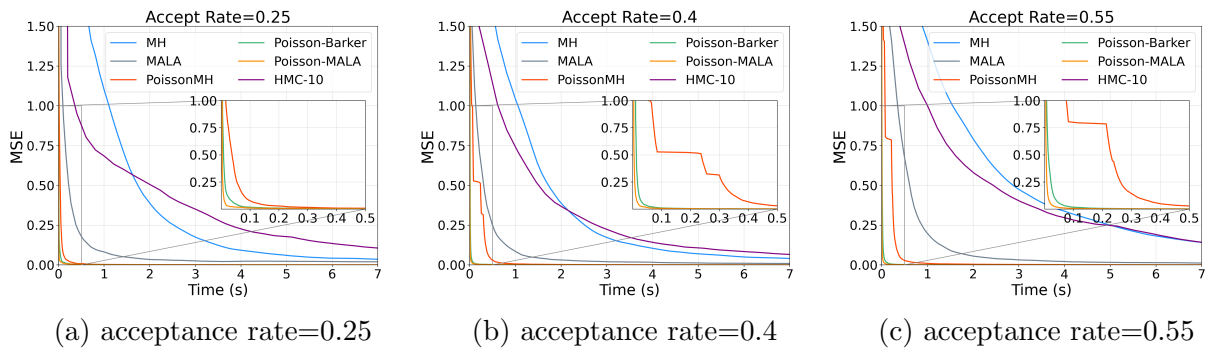 Accept Rate=0.25
MSE
1.50
1.25
1.00
0.75
0.50
0.25
0.00
MH
MALA
PoissonMH
Poisson-Barker
Poisson-MALA
HMC-10
1.00
0.75
0.50
0.25
0.1 0.2 0.3 0.4 0.5
0 1 2 3 4 5 6 7
Time (s)
(a) acceptance rate=0.25
Accept Rate=0.4
MSE
1.50
1.25
1.00
0.75
0.50
0.25
0.00
MH
MALA
PoissonMH
Poisson-Barker
Poisson-MALA
HMC-10
1.00
0.75
0.50
0.25
0.1 0.2 0.3 0.4 0.5
0 1 2 3 4 5 6 7
Time (s)
(b) acceptance rate=0.4
Accept Rate=0.55
MSE
1.50
1.25
1.00
0.75
0.50
0.25
0.00
MH
MALA
PoissonMH
Poisson-Barker
Poisson-MALA
HMC-10
1.00
0.75
0.50
0.25
0.1 0.2 0.3 0.4 0.5
0 1 2 3 4 5 6 7
Time (s)
(c) acceptance rate=0.55